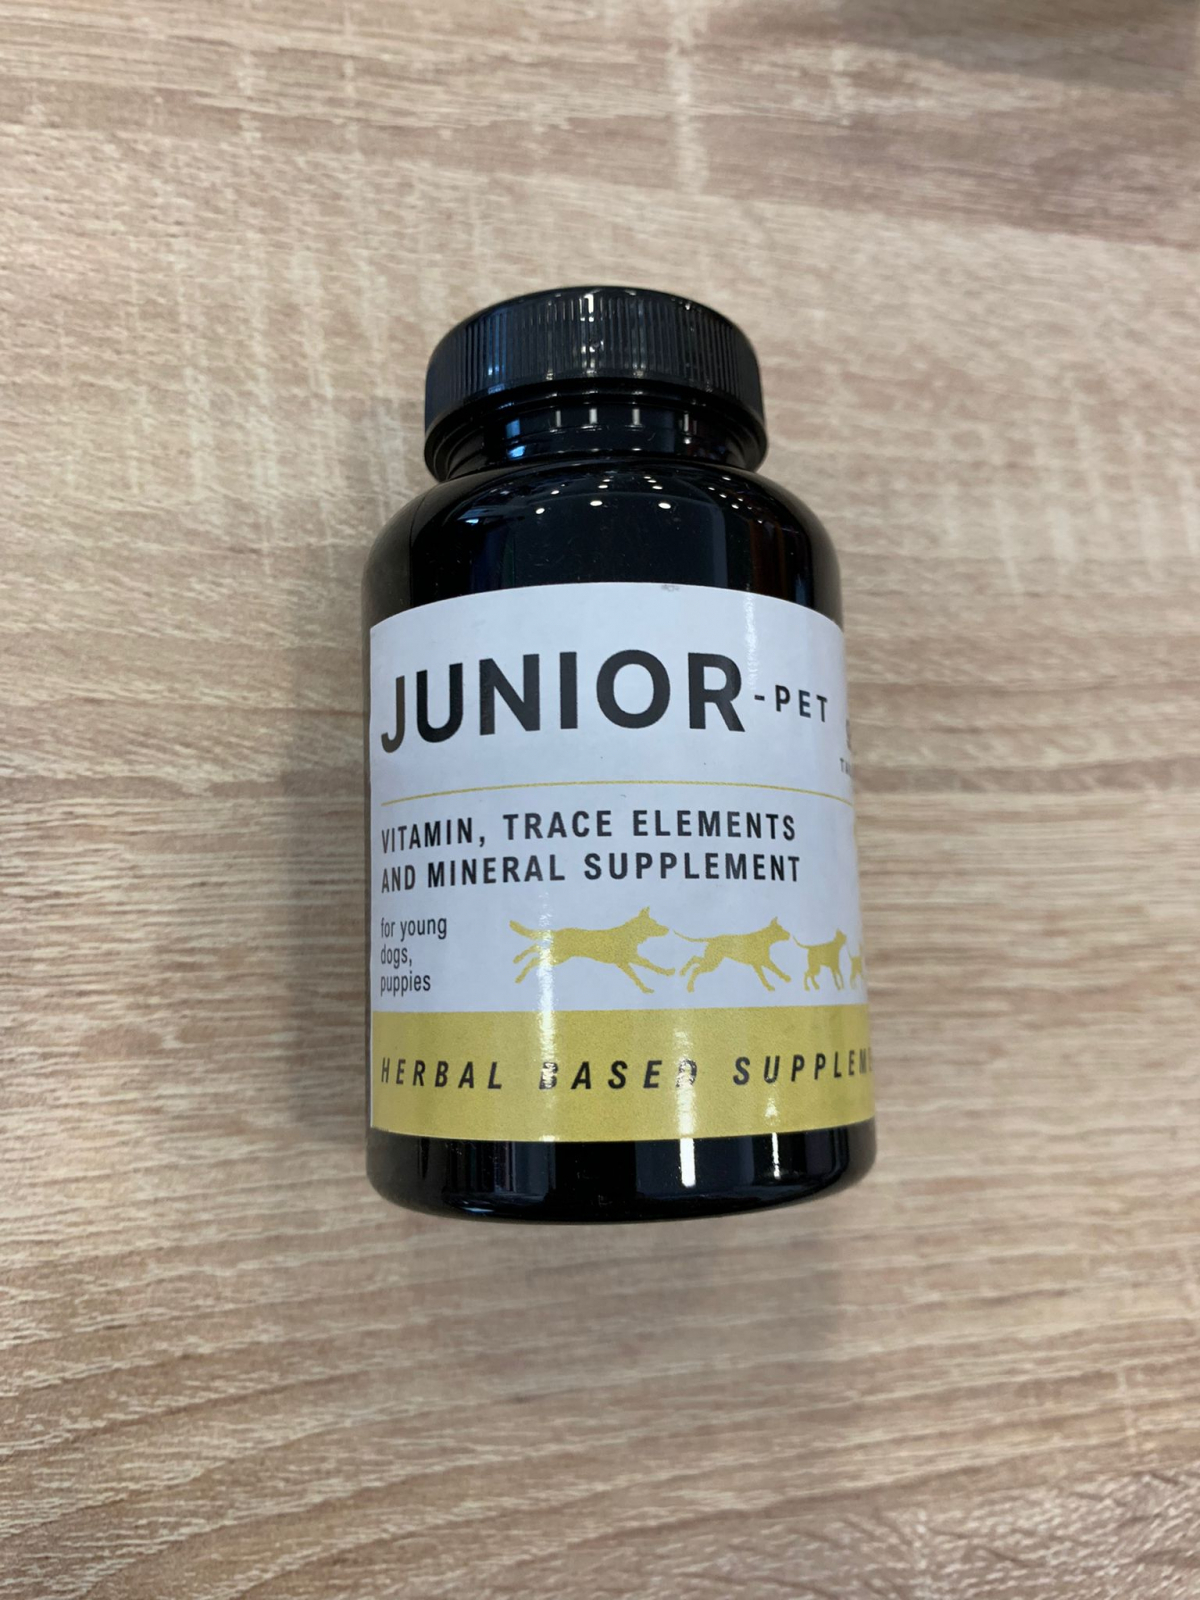 JUNIOR-PET
VITAMIN, TRACE ELEMENTS
AND MINERAL SUPPLEMENT
for young
dogs,
puppies
HERBAL BASED